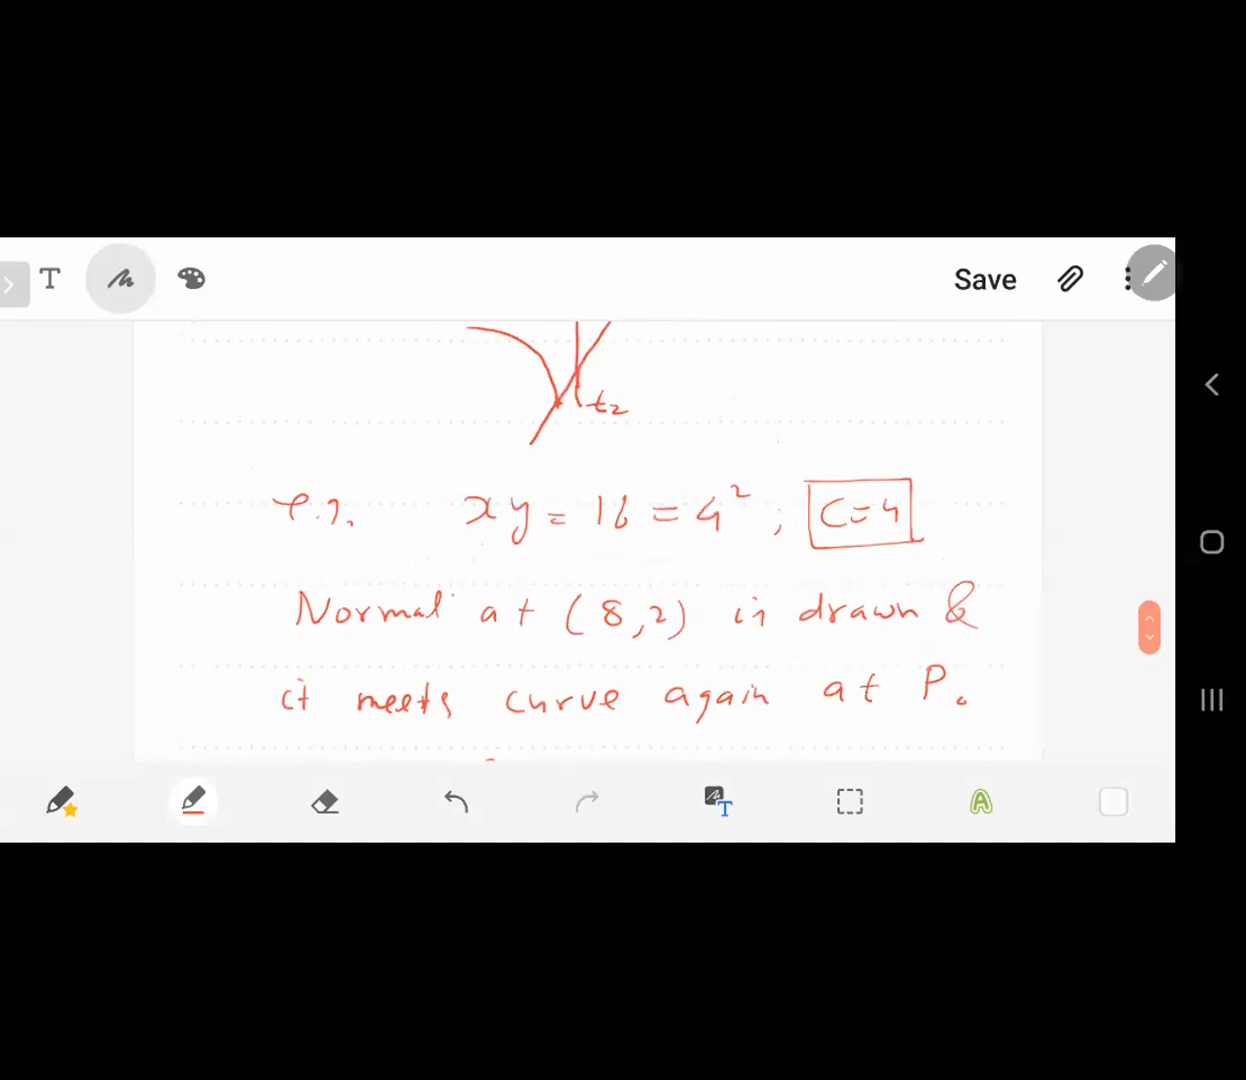 T
Save
t2
e.g. xy = 16 = 4²; C=4
Normal at (8,2) is drawn &
it meets curve again at P.
T
A